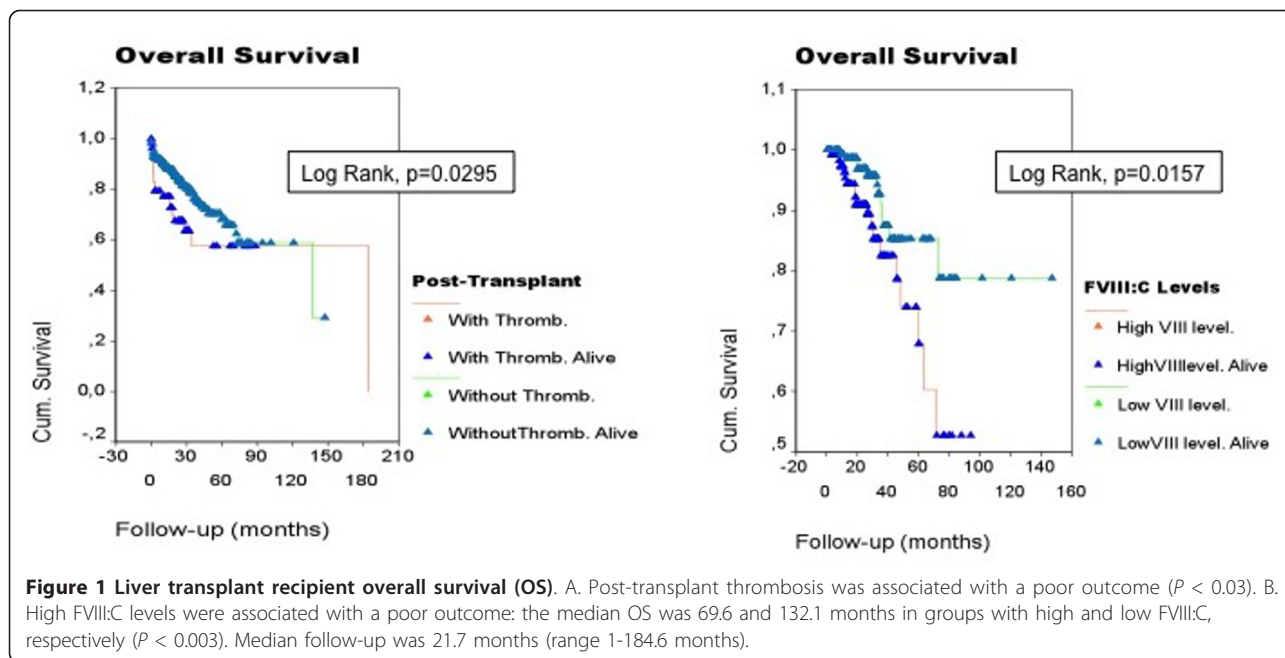 Overall Survival
1,2
1,0
,8
,6
,4
,2
0,0
-,2
Cum. Survival
-30 30 90 150 210
0 60 120 180
Follow-up (months)
Log Rank, p=0.0295
Post-Transplant
With Thromb.
With Thromb. Alive
Without Thromb.
WithoutThromb. Alive
Overall Survival
1,1
1,0
,9
,8
,7
,6
,5
Cum. Survival
-20 20 60 100 140
0 40 80 120 160
Follow-up (months)
Log Rank, p=0.0157
FVIII:C Levels
High VIII level.
HighVIIIlevel. Alive
Low VIII level.
LowVIII level. Alive
Figure 1 Liver transplant recipient overall survival (OS). A. Post-transplant thrombosis was associated with a poor outcome (P < 0.03). B.
High FVIII:C levels were associated with a poor outcome: the median OS was 69.6 and 132.1 months in groups with high and low FVIII:C,
respectively (P < 0.003). Median follow-up was 21.7 months (range 1-184.6 months).